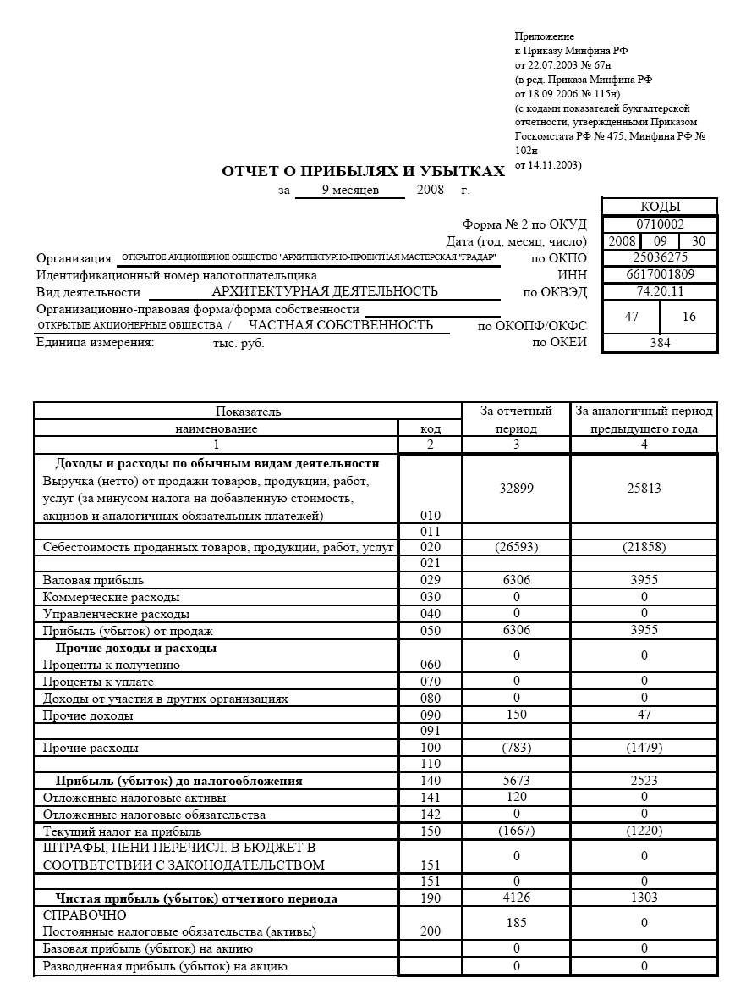 Приложение
к Приказу Минфина РФ
от 22.07.2003 № 67н
(в ред. Приказа Минфина РФ
от 18.09.2006 № 115н)
(с кодами показателей бухгалтерской
отчетности, утвержденными Приказом
Госкомстата РФ № 475, Минфина РФ №
102н
от 14.11.2003)
ОТЧЕТ О ПРИБЫЛЯХ И УБЫТКАХ
за 9 месяцев 2008 г.
КОДЫ
Форма № 2 по ОКУД 0710002
Дата (год, месяц, число) 2008 09 30
Организация ОТКРЫТОЕ АКЦИОНЕРНОЕ ОБЩЕСТВО "АРХИТЕКТУРНО-ПРОЕКТНАЯ МАСТЕРСКАЯ "ГРАДАР" по ОКПО 25036275
Идентификационный номер налогоплательщика ИНН 6617001809
Вид деятельности АРХИТЕКТУРНАЯ ДЕЯТЕЛЬНОСТЬ по ОКВЭД 74.20.11
Организационно-правовая форма/форма собственности
ОТКРЫТЫЕ АКЦИОНЕРНЫЕ ОБЩЕСТВА / ЧАСТНАЯ СОБСТВЕННОСТЬ по ОКОПФ/ОКФС 47 16
Единица измерения: тыс. руб. по ОКЕИ 384
Показатель За отчетный За аналогичный период
наименование код период предыдущего года
1 2 3 4
Доходы и расходы по обычным видам деятельности
Выручка (нетто) от продажи товаров, продукции, работ, 32899 25813
услуг (за минусом налога на добавленную стоимость,
акцизов и аналогичных обязательных платежей) 010
011
Себестоимость проданных товаров, продукции, работ, услуг 020 (26593) (21858)
021
Валовая прибыль 029 6306 3955
Коммерческие расходы 030 0 0
Управленческие расходы 040 0 0
Прибыль (убыток) от продаж 050 6306 3955
Прочие доходы и расходы 0 0
Проценты к получению 060
Проценты к уплате 070 0 0
Доходы от участия в других организациях 080 0 0
Прочие доходы 090 150 47
091
Прочие расходы 100 (783) (1479)
110
Прибыль (убыток) до налогообложения 140 5673 2523
Отложенные налоговые активы 141 120 0
Отложенные налоговые обязательства 142 0 0
Текущий налог на прибыль 150 (1667) (1220)
ШТРАФЫ, ПЕНИ ПЕРЕЧИСЛ. В БЮДЖЕТ В 0 0
СООТВЕТСТВИИ С ЗАКОНОДАТЕЛЬСТВОМ 151
151 0 0
Чистая прибыль (убыток) отчетного периода 190 4126 1303
СПРАВОЧНО 185 0
Постоянные налоговые обязательства (активы) 200
Базовая прибыль (убыток) на акцию 0 0
Разводненная прибыль (убыток) на акцию 0 0